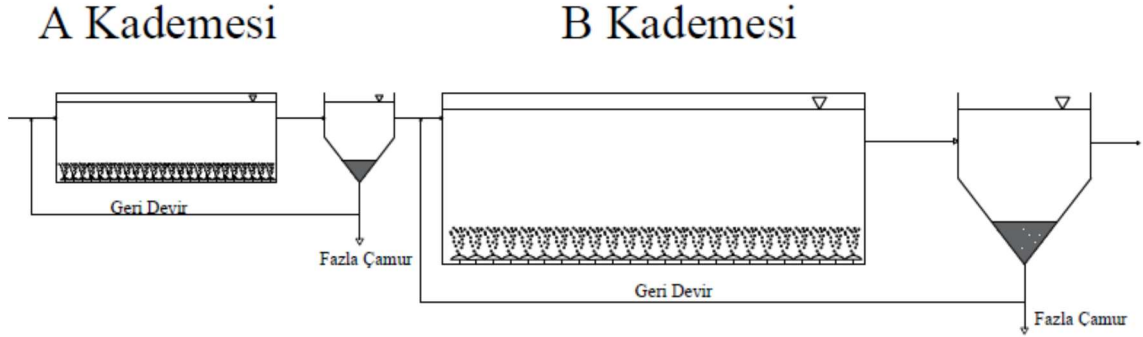 A Kademesi
B Kademesi
Geri Devir
Fazla Çamur
Geri Devir
Fazla Çamur